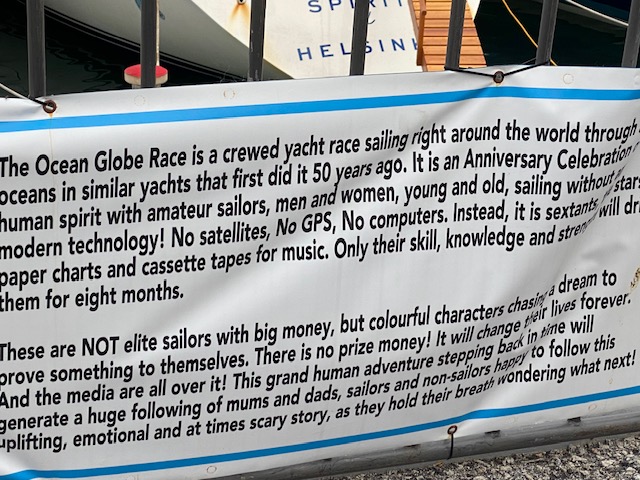 SPIRIT
HELSINK
The Ocean Globe Race is a crewed yacht race sailing right around the world through
oceans in similar yachts that first did it 50 years ago. It is an Anniversary Celebration
human spirit with amateur sailors, men and women, young and old, sailing without
modern technology! No satellites, No GPS, No computers. Instead, it is sextants, stars
paper charts and cassette tapes for music. Only their skill, knowledge and will dri
them for eight months.
These are NOT elite sailors with big money, but colourful characters chasing a dream to
prove something to themselves. There is no prize money! It will change their lives forever.
And the media are all over it! This grand human adventure stepping back in time will
generate a huge following of mums and dads, sailors and non-sailors happy to follow this
uplifting, emotional and at times scary story, as they hold their breath wondering what next!